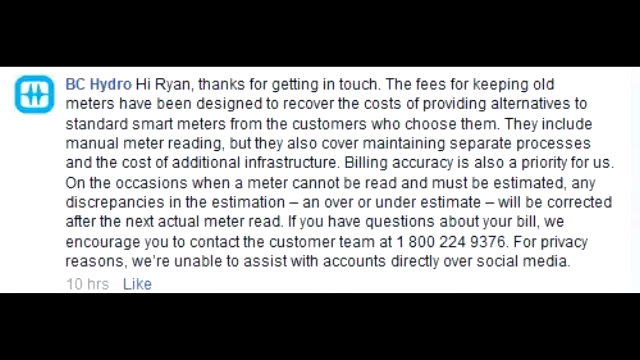 BC Hydro Hi Ryan, thanks for getting in touch. The fees for keeping old
meters have been designed to recover the costs of providing alternatives to
standard smart meters from the customers who choose them. They include
manual meter reading, but they also cover maintaining separate processes
and the cost of additional infrastructure. Billing accuracy is also a priority for us.
On the occasions when a meter cannot be read and must be estimated, any
discrepancies in the estimation – an over or under estimate – will be corrected
after the next actual meter read. If you have questions about your bill, we
encourage you to contact the customer team at 1 800 224 9376. For privacy
reasons, we're unable to assist with accounts directly over social media.
10 hrs · Like